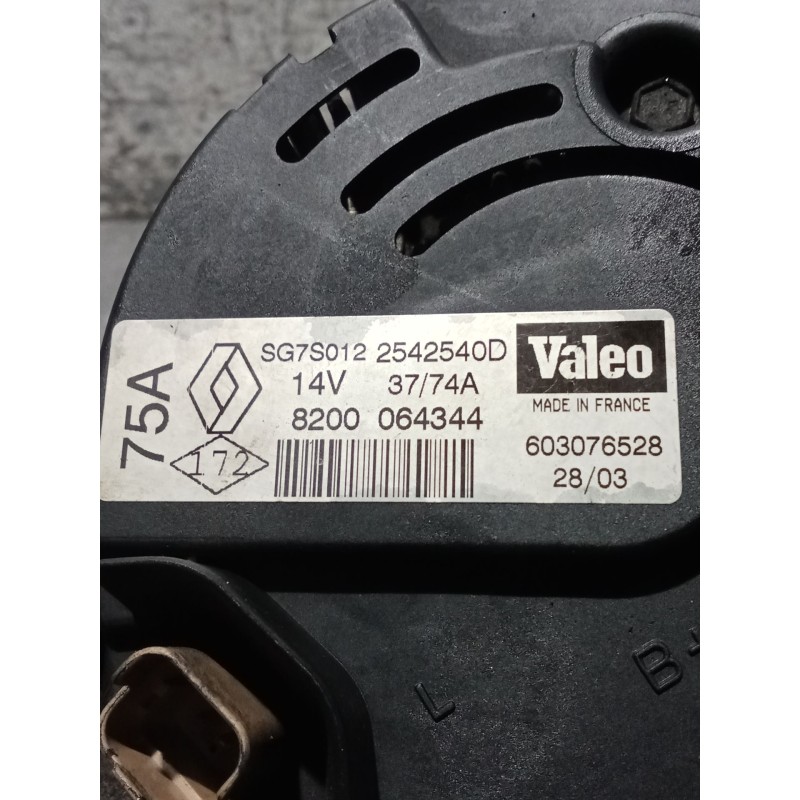 75A
SG7S012 2542540D
14V 37/74A
8200 064344
172
Valeo
MADE IN FRANCE
603076528
28/03
L
B+